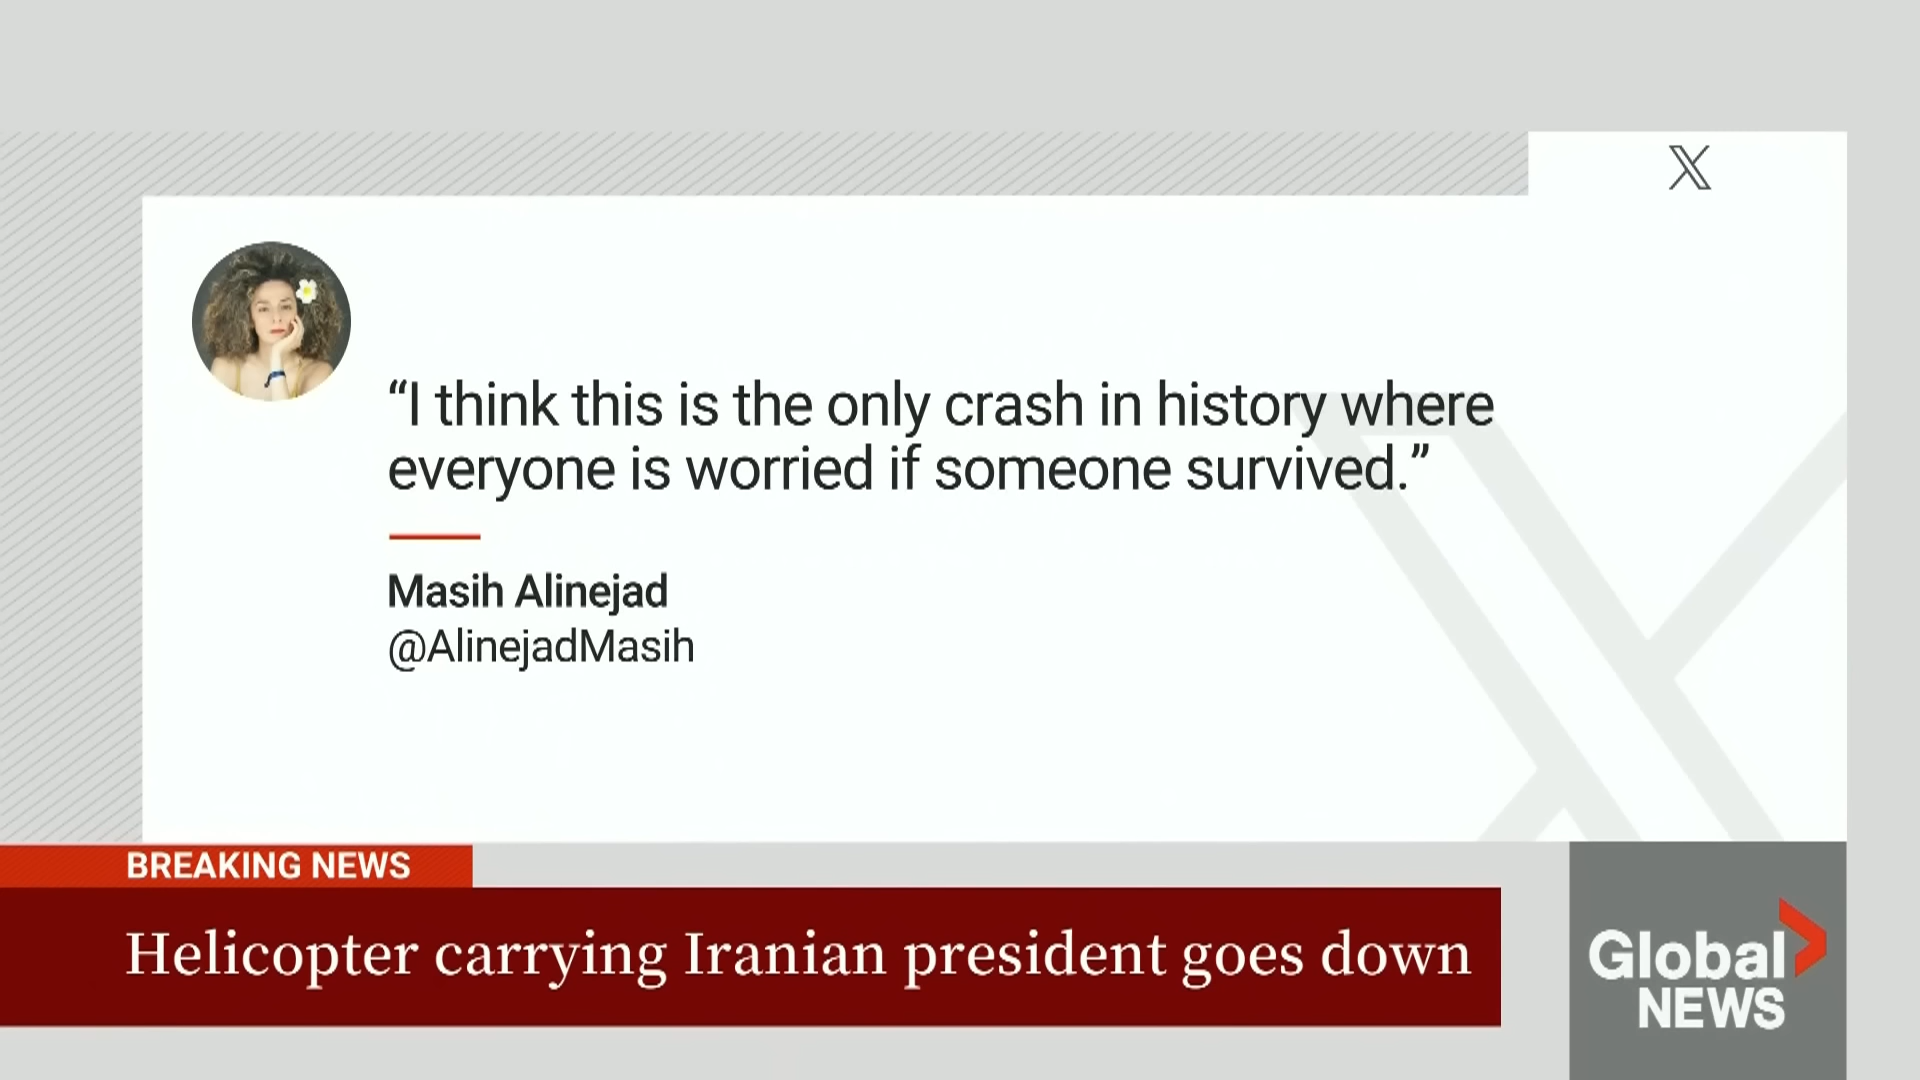 𝕏
“I think this is the only crash in history where
everyone is worried if someone survived.”
Masih Alinejad
@AlinejadMasih
BREAKING NEWS
Helicopter carrying Iranian president goes down
Global
NEWS